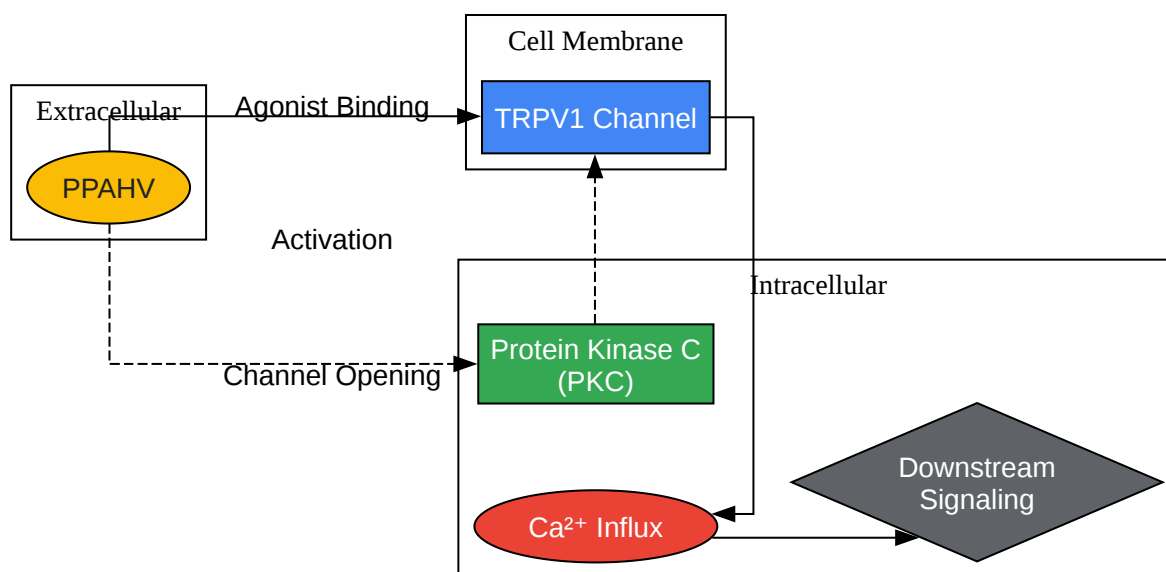 Cell Membrane
Extracellular
Agonist Binding
TRPV1 Channel
PPAHV
Activation
Intracellular
Protein Kinase C
(PKC)
Channel Opening
Downstream
Signaling
Ca²⁺ Influx